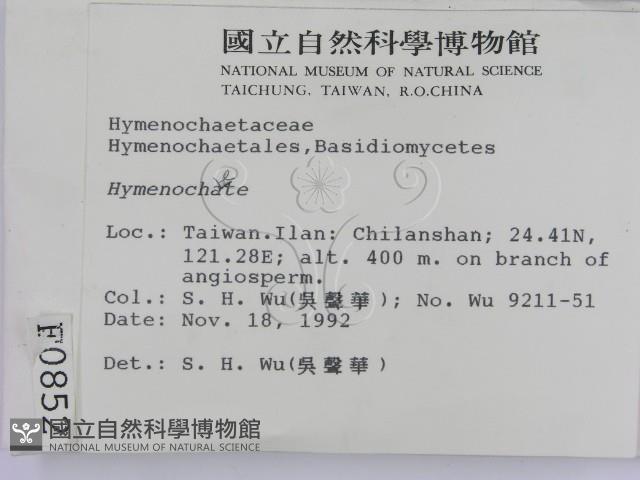 國立自然科學博物館
NATIONAL MUSEUM OF NATURAL SCIENCE
TAICHUNG, TAIWAN, R.O.CHINA
Hymenochaetaceae
Hymenochaetales,Basidiomycetes
Hymenochate
Loc.: Taiwan.Ilan: Chilanshan; 24.41N,
121.28E; alt. 400 m. on branch of
angiosperm.
Col.: S. H. Wu(吳聲華); No. Wu 9211-51
Date: Nov. 18, 1992
Det.: S. H. Wu(吳聲華)
F0852
國立自然科學博物館
NATIONAL MUSEUM OF NATURAL SCIENCE